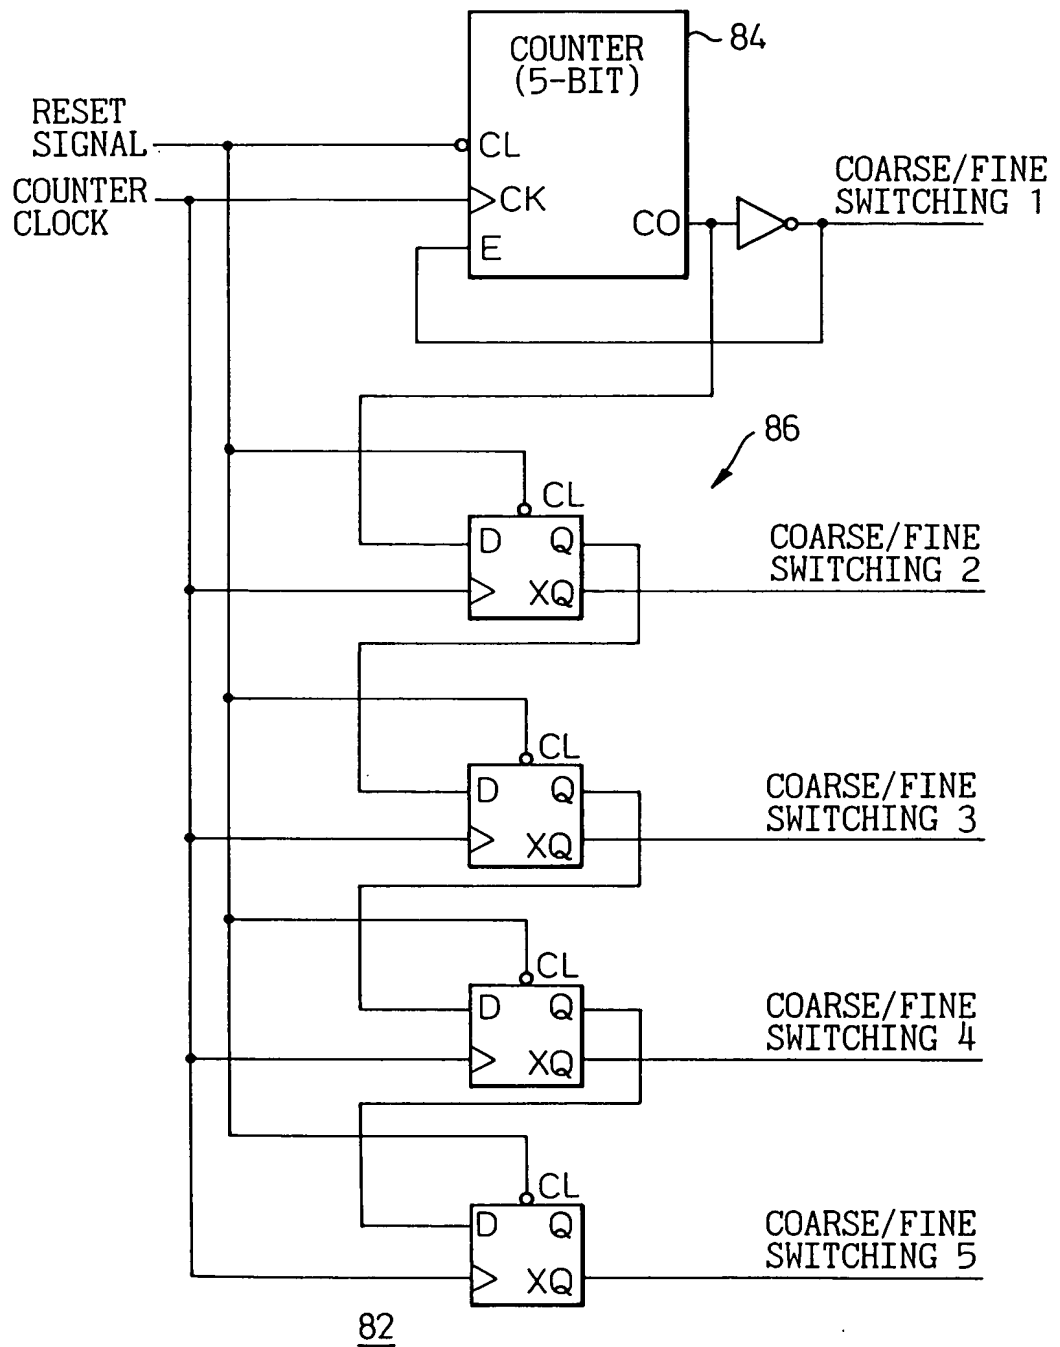 COUNTER
(5-BIT)
84
RESET
SIGNAL
CL
COUNTER
CLOCK
CK
E
CO
COARSE/FINE
SWITCHING 1
86
CL
D
Q
XQ
COARSE/FINE
SWITCHING 2
CL
D
Q
XQ
COARSE/FINE
SWITCHING 3
CL
D
Q
XQ
COARSE/FINE
SWITCHING 4
CL
D
Q
XQ
COARSE/FINE
SWITCHING 5
82